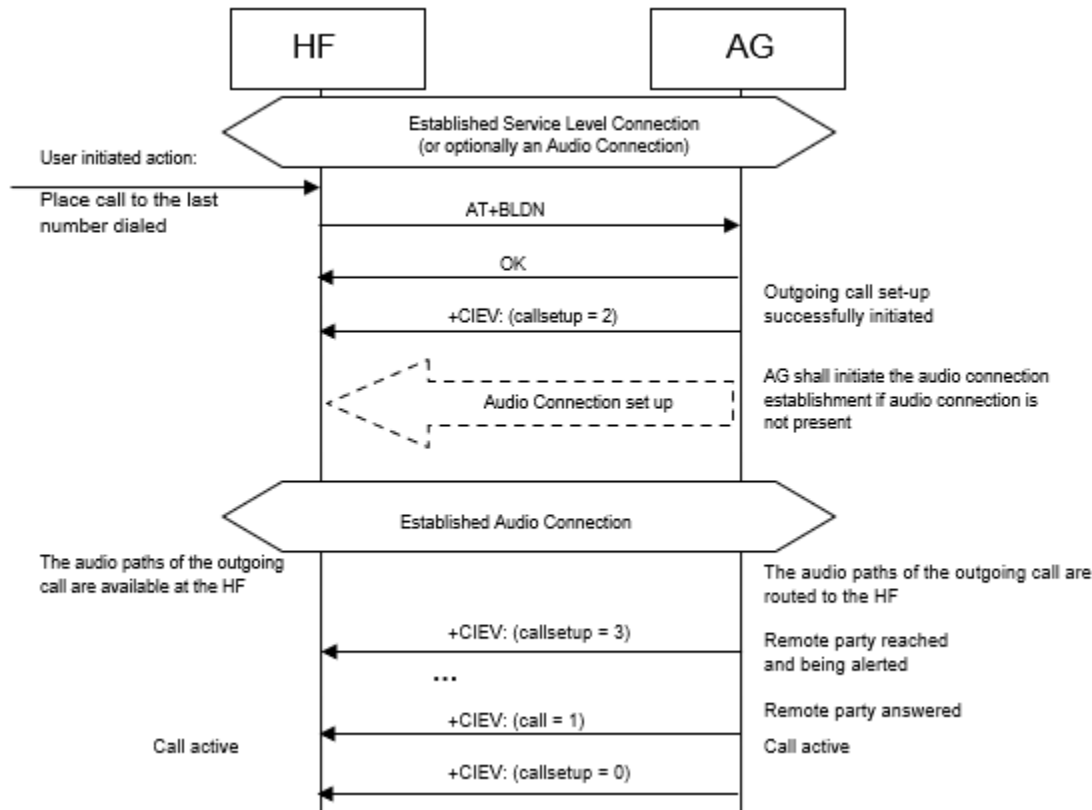 HF
AG
Established Service Level Connection
(or optionally an Audio Connection)
User initiated action:
Place call to the last
number dialed
AT+BLDN
OK
Outgoing call set-up
successfully initiated
+CIEV: (callsetup = 2)
AG shall initiate the audio connection
establishment if audio connection is
not present
Audio Connection set up
Established Audio Connection
The audio paths of the outgoing
call are available at the HF
The audio paths of the outgoing call are
routed to the HF
+CIEV: (callsetup = 3)
Remote party reached
and being alerted
...
+CIEV: (call = 1)
Remote party answered
Call active
Call active
+CIEV: (callsetup = 0)